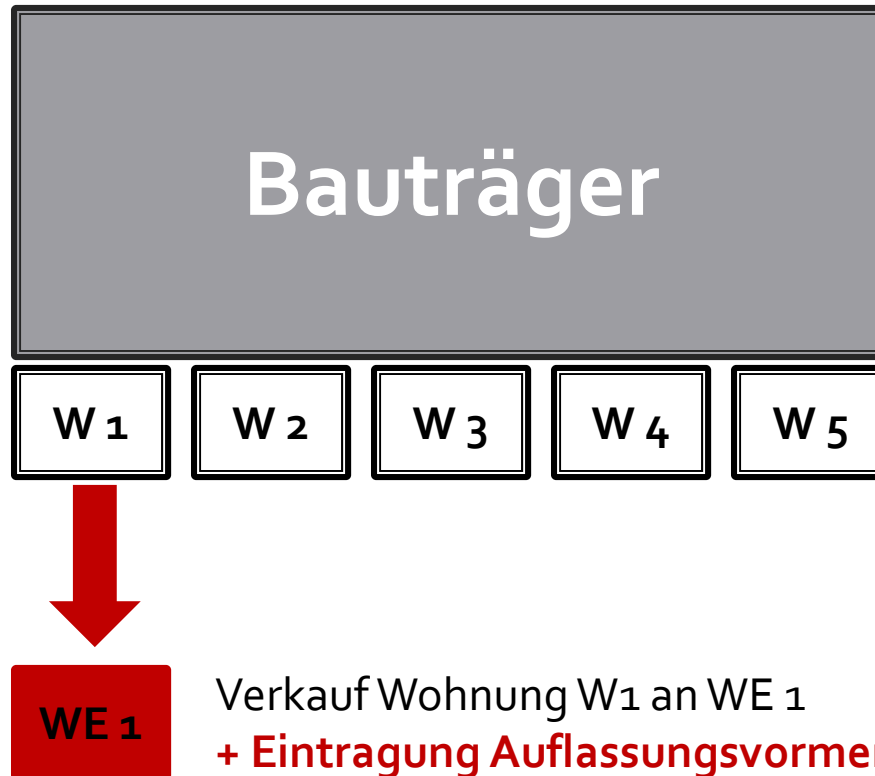 Bauträger
W 1 W 2 W 3 W 4 W 5
WE 1
Verkauf Wohnung W1 an WE 1
+ Eintragung